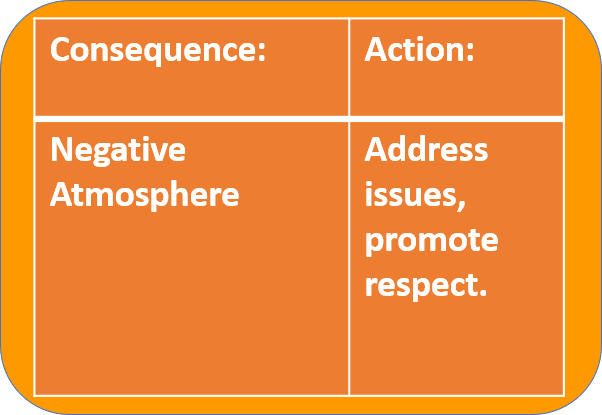 Consequence:
Action:
Negative
Atmosphere
Address
issues,
promote
respect.